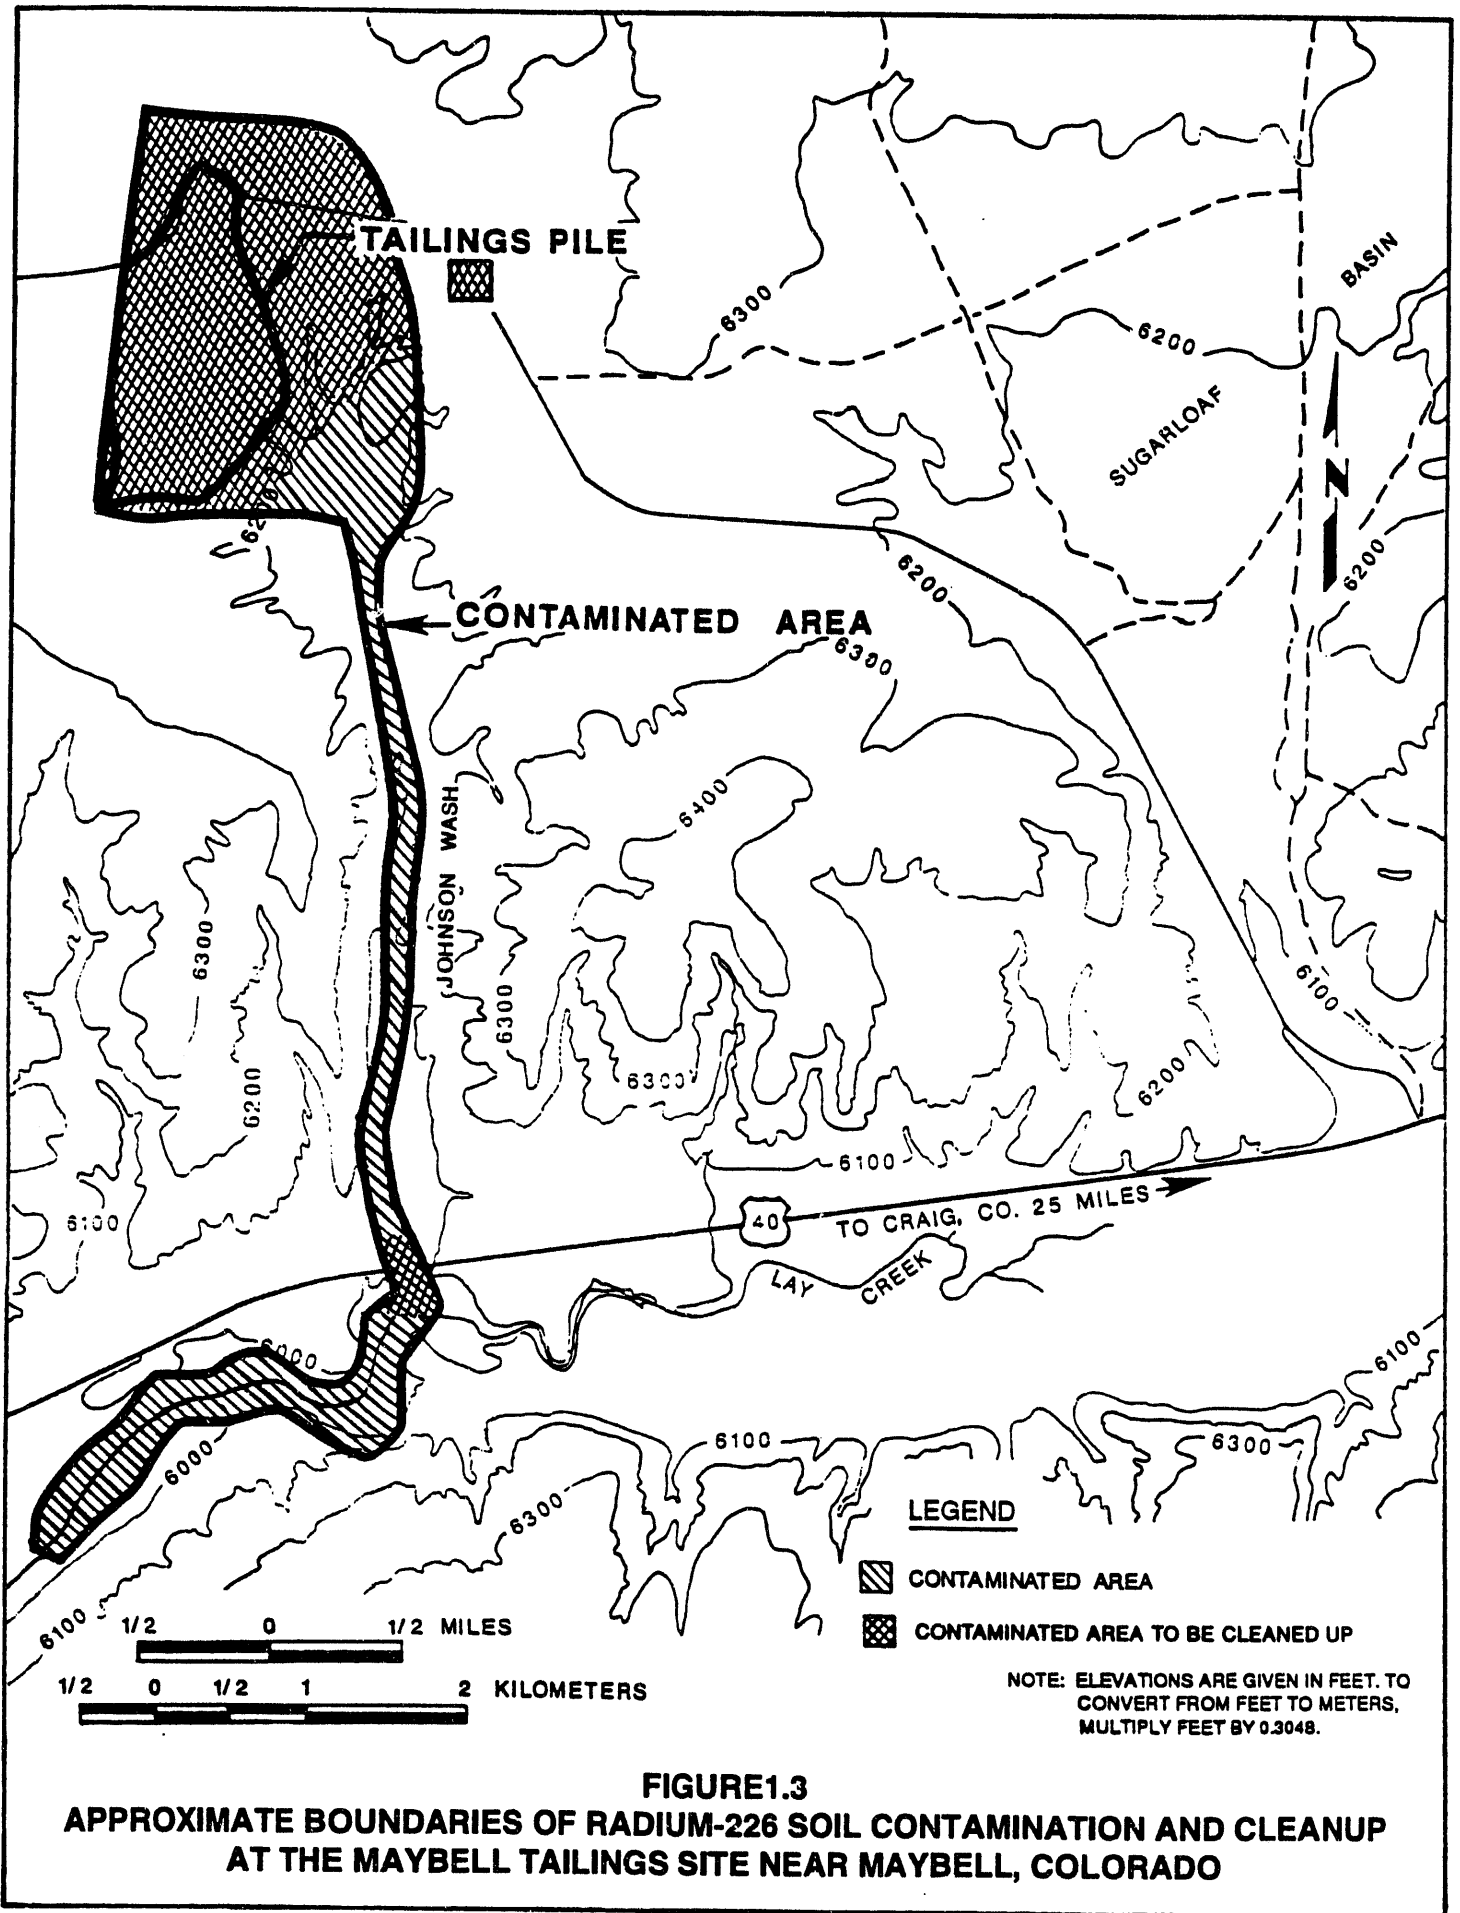 TAILINGS PILE
BASIN
6300
6200
SUGARLOAF
N
6200
6200
6200
CONTAMINATED AREA
6300
6400
JOHNSON WASH
6300
6300
6100
6300
6200
6200
6100
6100
40
TO CRAIG, CO. 25 MILES
LAY CREEK
6000
6100
6100
6300
6000
6300
LEGEND
CONTAMINATED AREA
CONTAMINATED AREA TO BE CLEANED UP
6100
1/2 0 1/2 MILES
1/2 0 1/2 1 2 KILOMETERS
NOTE: ELEVATIONS ARE GIVEN IN FEET. TO
CONVERT FROM FEET TO METERS,
MULTIPLY FEET BY 0.3048.
FIGURE1.3
APPROXIMATE BOUNDARIES OF RADIUM-226 SOIL CONTAMINATION AND CLEANUP
AT THE MAYBELL TAILINGS SITE NEAR MAYBELL, COLORADO